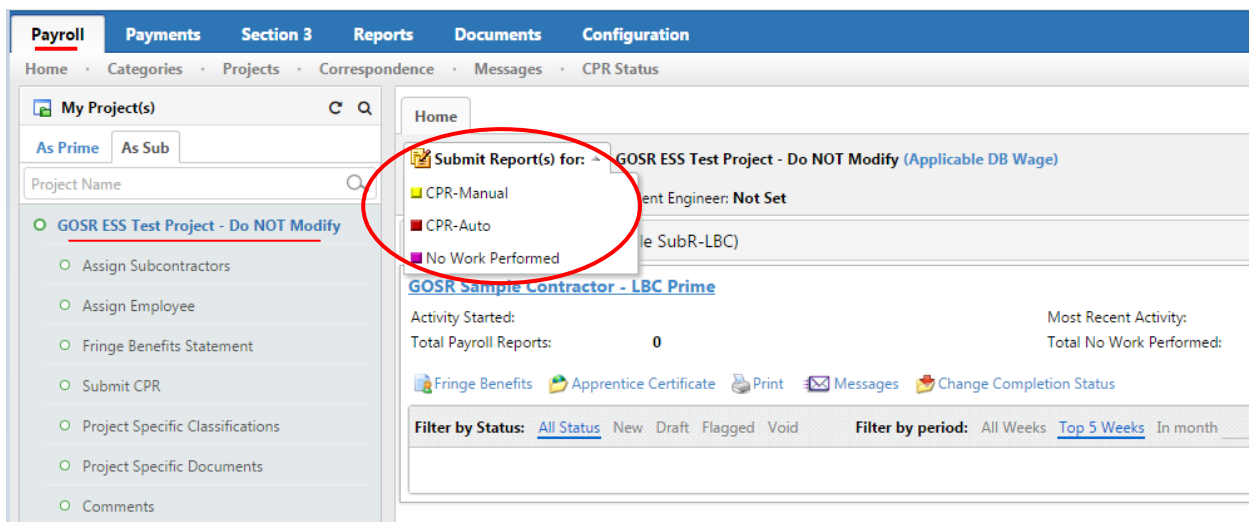 Payroll Payments Section 3 Reports Documents Configuration
Home · Categories · Projects · Correspondence · Messages · CPR Status
My Project(s)
As Prime As Sub
Project Name
GOSR ESS Test Project - Do NOT Modify
Assign Subcontractors
Assign Employee
Fringe Benefits Statement
Submit CPR
Project Specific Classifications
Project Specific Documents
Comments
Home
Submit Report(s) for: GOSR ESS Test Project - Do NOT Modify (Applicable DB Wage)
CPR-Manual
ent Engineer: Not Set
CPR-Auto
le SubR-LBC)
No Work Performed
GOSR Sample Contractor - LBC Prime
Activity Started: Most Recent Activity:
Total Payroll Reports: 0 Total No Work Performed:
Fringe Benefits Apprentice Certificate Print Messages Change Completion Status
Filter by Status: All Status New Draft Flagged Void Filter by period: All Weeks Top 5 Weeks In month